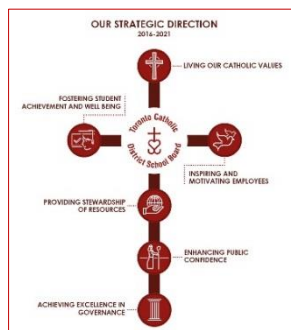 OUR STRATEGIC DIRECTION
2016-2021
LIVING OUR CATHOLIC VALUES
FOSTERING STUDENT
ACHIEVEMENT AND WELL BEING
Toronto Catholic
District School Board
INSPIRING AND
MOTIVATING EMPLOYEES
PROVIDING STEWARDSHIP
OF RESOURCES
ENHANCING PUBLIC
CONFIDENCE
ACHIEVING EXCELLENCE IN
GOVERNANCE